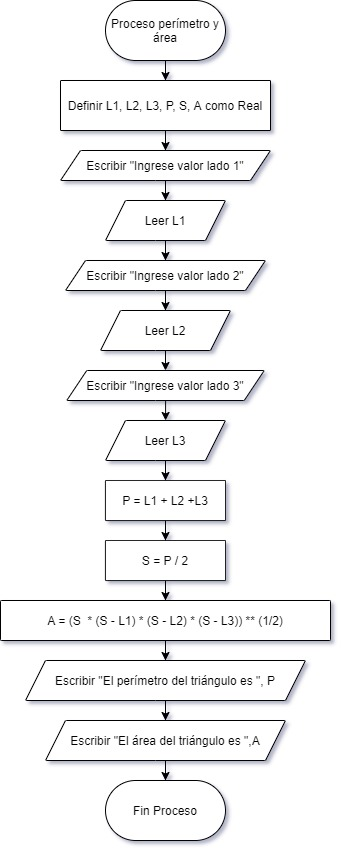 Proceso perímetro y
área
Definir L1, L2, L3, P, S, A como Real
Escribir "Ingrese valor lado 1"
Leer L1
Escribir "Ingrese valor lado 2"
Leer L2
Escribir "Ingrese valor lado 3"
Leer L3
P = L1 + L2 +L3
S = P / 2
A = (S * (S - L1) * (S - L2) * (S - L3)) ** (1/2)
Escribir "El perímetro del triángulo es ", P
Escribir "El área del triángulo es ",A
Fin Proceso